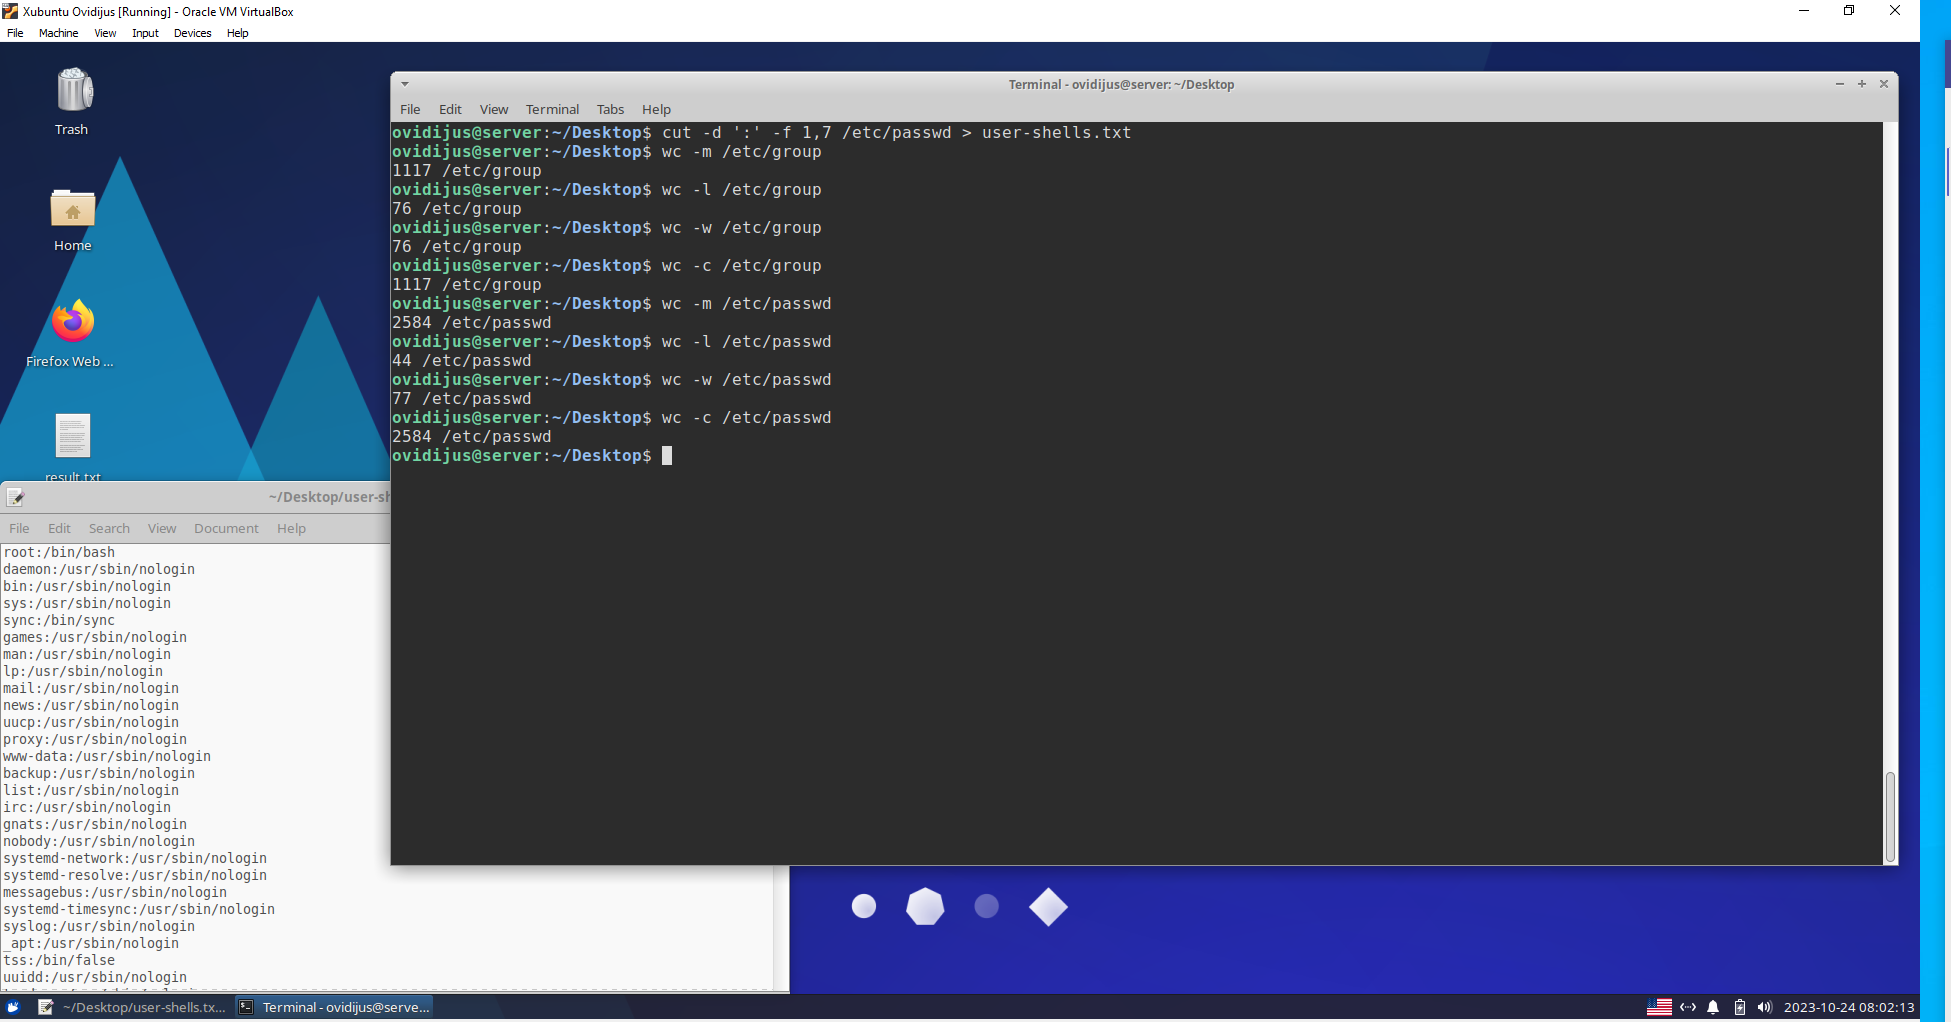 Xubuntu Ovidijus [Running] - Oracle VM VirtualBox
File Machine View Input Devices Help
Trash
Home
Firefox Web ...
result.txt
Terminal - ovidijus@server: ~/Desktop
File Edit View Terminal Tabs Help
ovidijus@server:~/Desktop$ cut -d ':' -f 1,7 /etc/passwd > user-shells.txt
ovidijus@server:~/Desktop$ wc -m /etc/group
1117 /etc/group
ovidijus@server:~/Desktop$ wc -l /etc/group
76 /etc/group
ovidijus@server:~/Desktop$ wc -w /etc/group
76 /etc/group
ovidijus@server:~/Desktop$ wc -c /etc/group
1117 /etc/group
ovidijus@server:~/Desktop$ wc -m /etc/passwd
2584 /etc/passwd
ovidijus@server:~/Desktop$ wc -l /etc/passwd
44 /etc/passwd
ovidijus@server:~/Desktop$ wc -w /etc/passwd
77 /etc/passwd
ovidijus@server:~/Desktop$ wc -c /etc/passwd
2584 /etc/passwd
ovidijus@server:~/Desktop$
~/Desktop/user-sh
File Edit Search View Document Help
root:/bin/bash
daemon:/usr/sbin/nologin
bin:/usr/sbin/nologin
sys:/usr/sbin/nologin
sync:/bin/sync
games:/usr/sbin/nologin
man:/usr/sbin/nologin
lp:/usr/sbin/nologin
mail:/usr/sbin/nologin
news:/usr/sbin/nologin
uucp:/usr/sbin/nologin
proxy:/usr/sbin/nologin
www-data:/usr/sbin/nologin
backup:/usr/sbin/nologin
list:/usr/sbin/nologin
irc:/usr/sbin/nologin
gnats:/usr/sbin/nologin
nobody:/usr/sbin/nologin
systemd-network:/usr/sbin/nologin
systemd-resolve:/usr/sbin/nologin
messagebus:/usr/sbin/nologin
systemd-timesync:/usr/sbin/nologin
syslog:/usr/sbin/nologin
_apt:/usr/sbin/nologin
tss:/bin/false
uuidd:/usr/sbin/nologin
~/Desktop/user-shells.tx... Terminal - ovidijus@serve... 2023-10-24 08:02:13